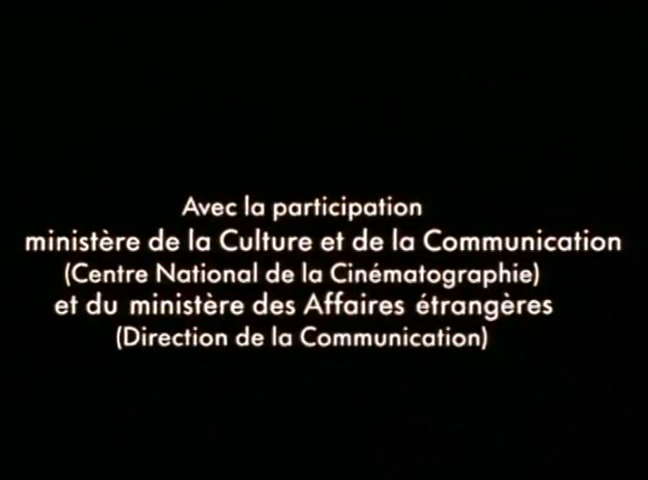 Avec la participation
ministère de la Culture et de la Communication
(Centre National de la Cinématographie)
et du ministère des Affaires étrangères
(Direction de la Communication)